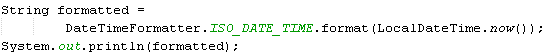 String formatted =
DateTimeFormatter.ISO_DATE_TIME.format(LocalDateTime.now());
System.out.println(formatted);